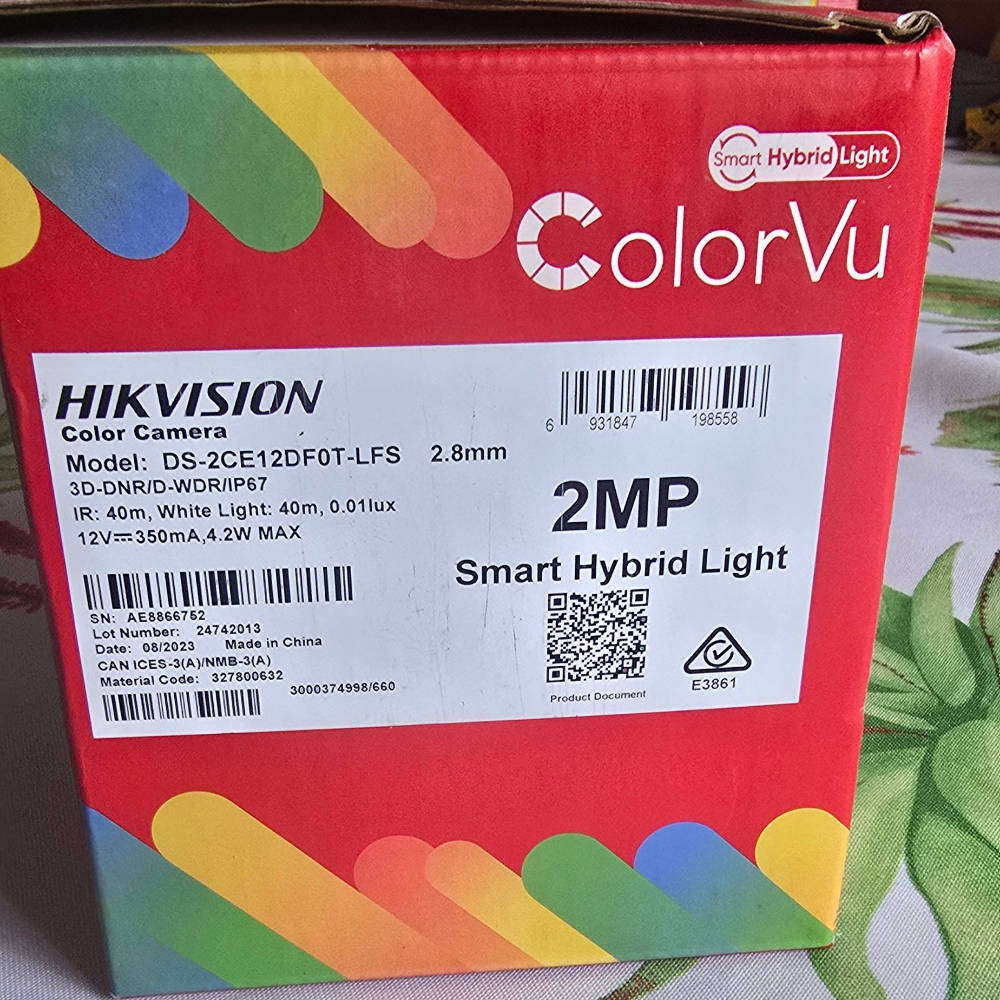 Smart Hybrid Light
ColorVu
HIKVISION
Color Camera
Model: DS-2CE12DF0T-LFS 2.8mm
3D-DNR/D-WDR/IP67
IR: 40m, White Light: 40m, 0.01lux
12V⎓350mA,4.2W MAX
6 931847 198558
2MP
Smart Hybrid Light
SN: AE8866752
Lot Number: 24742013
Date: 08/2023 Made in China
CAN ICES-3(A)/NMB-3(A)
Material Code: 327800632
3000374998/660
Product Document
E3861